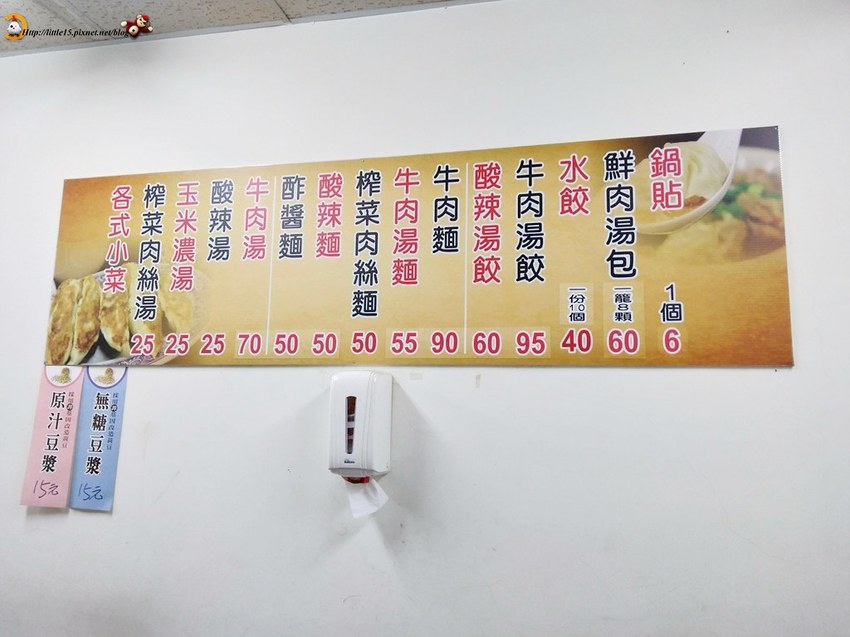 Http://little15.pixnet.net/blog
鍋貼 1個 6
鮮肉湯包 一籠8顆 60
水餃 一份10個 40
牛肉湯餃 95
酸辣湯餃 60
牛肉麵 90
牛肉湯麵 55
榨菜肉絲麵 50
酸辣麵 50
酢醬麵 50
牛肉湯 70
酸辣湯 25
玉米濃湯 25
榨菜肉絲湯 25
各式小菜
無糖豆漿 15元
原汁豆漿 15元